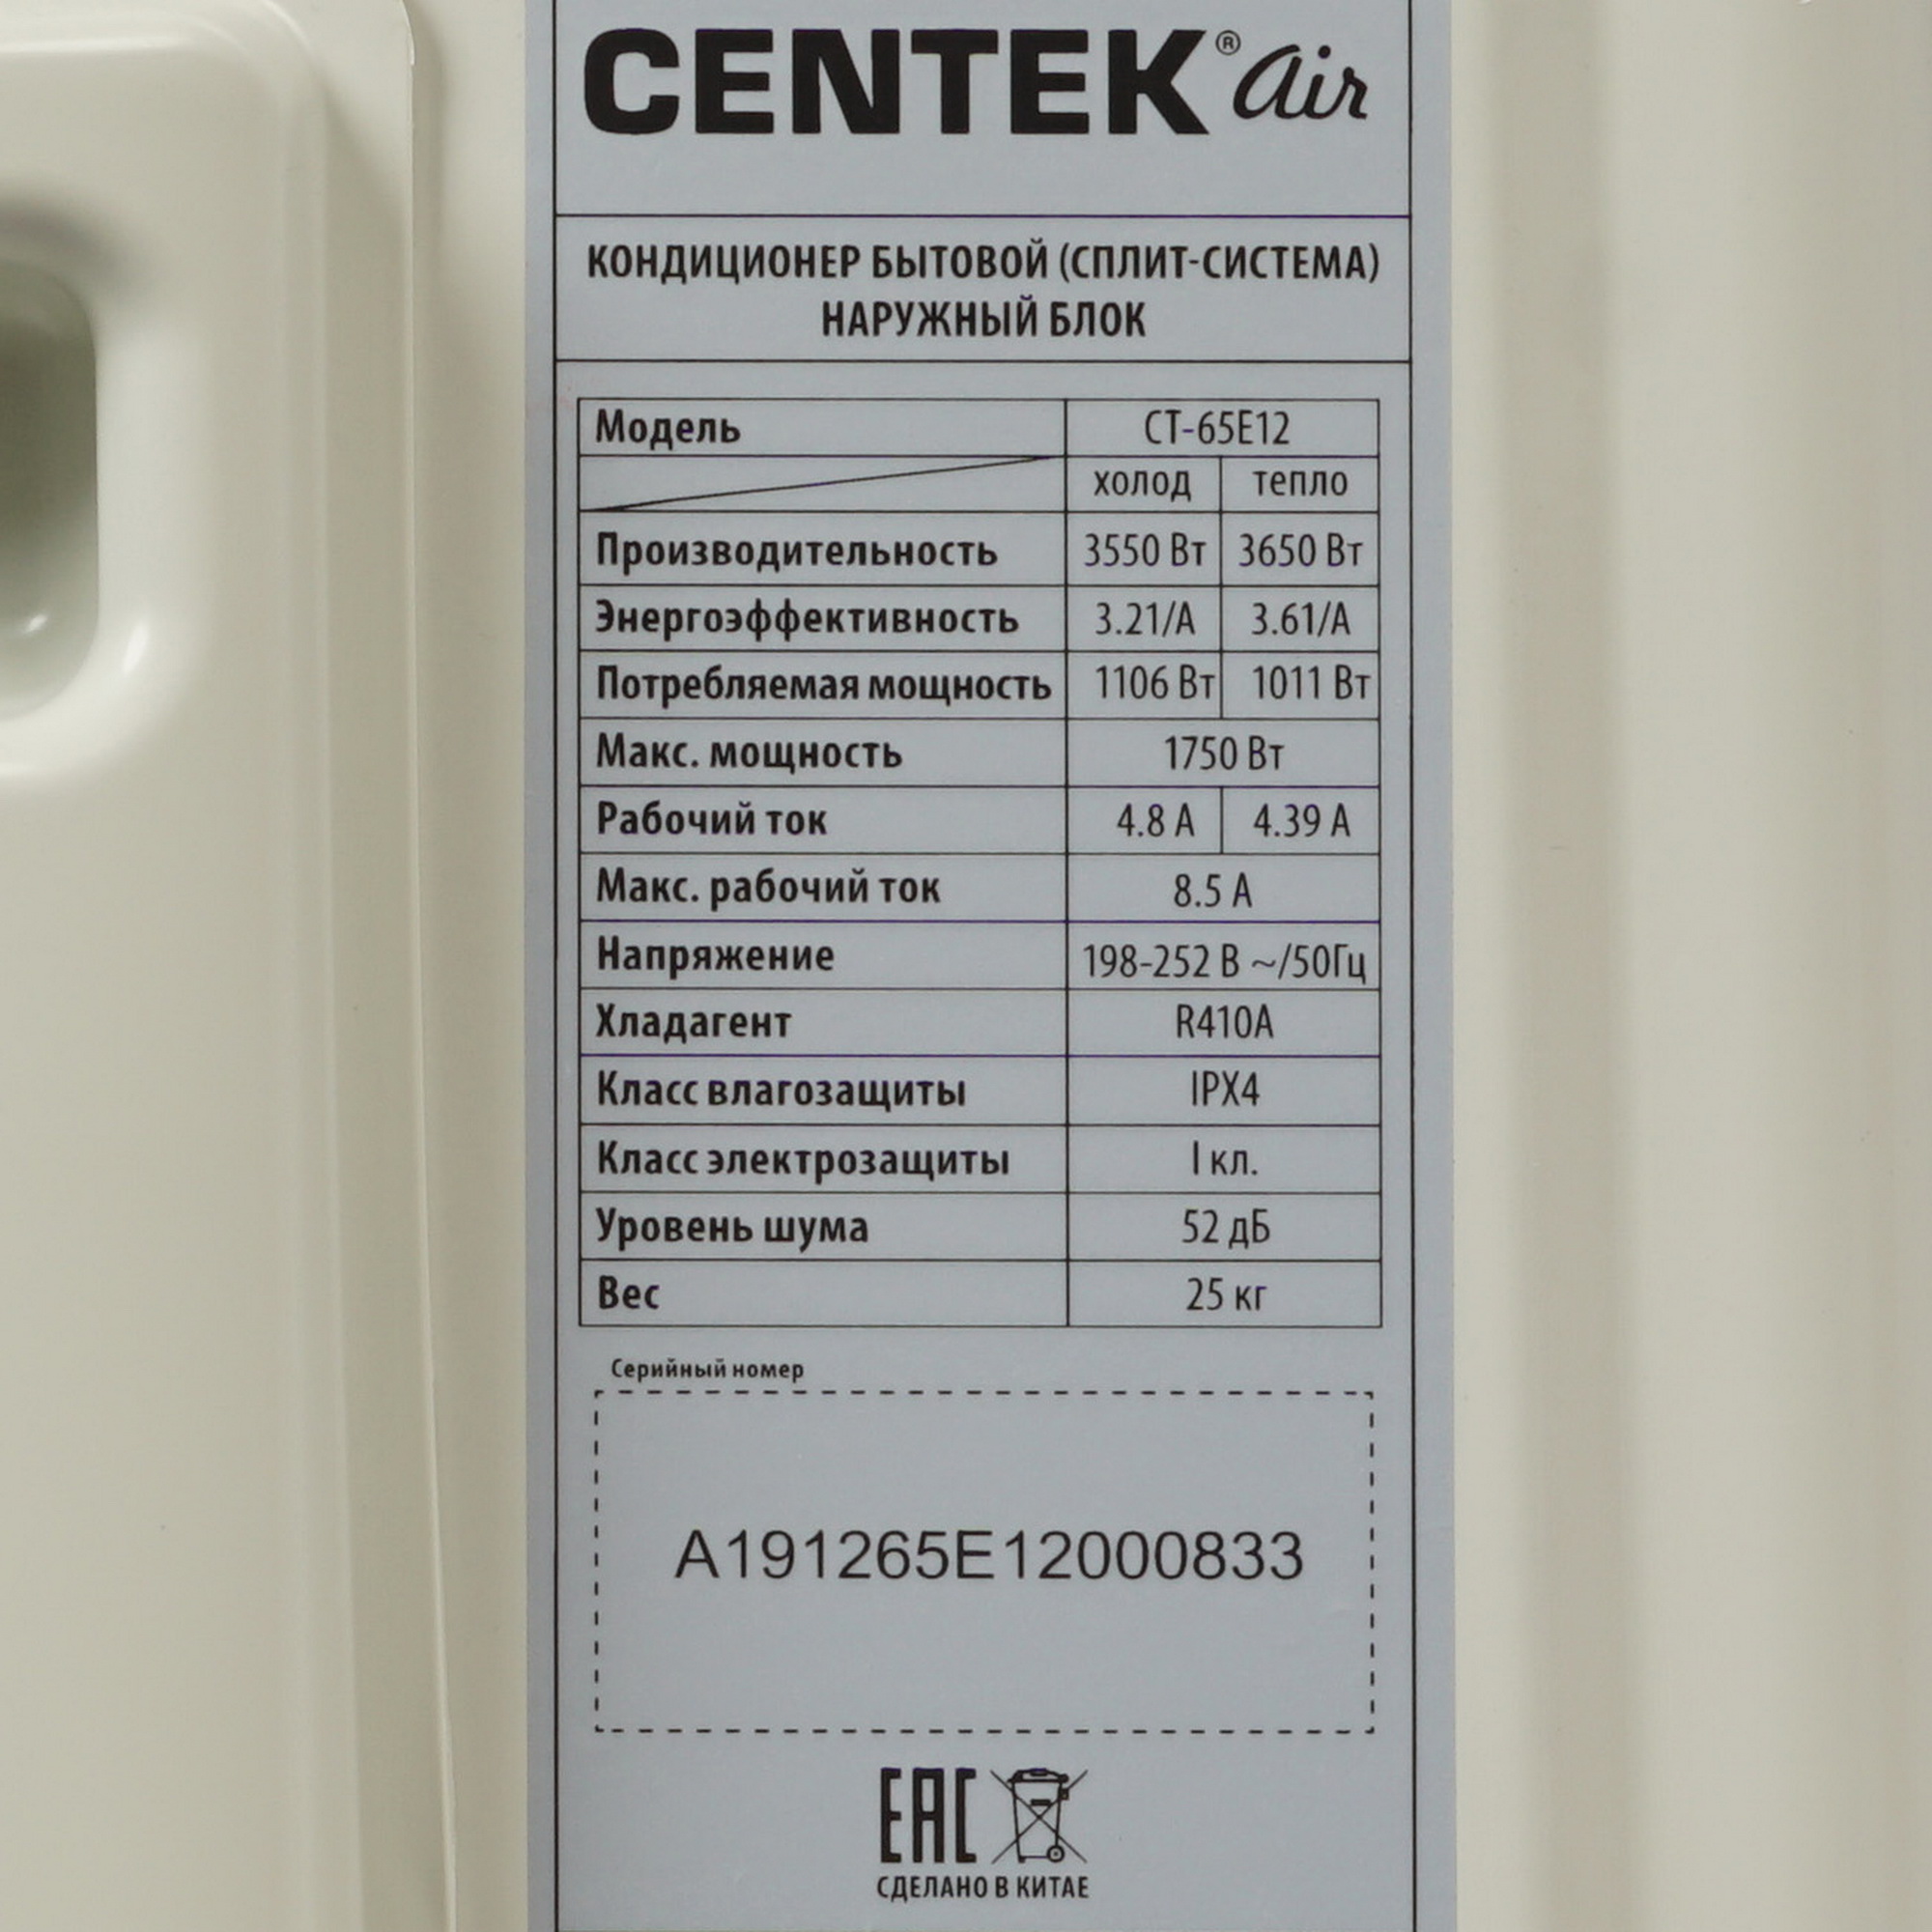 CENTEK® air
КОНДИЦИОНЕР БЫТОВОЙ (СПЛИТ-СИСТЕМА)
НАРУЖНЫЙ БЛОК
Модель CT-65E12
холод тепло
Производительность 3550 Вт 3650 Вт
Энергоэффективность 3.21/A 3.61/A
Потребляемая мощность 1106 Вт 1011 Вт
Макс. мощность 1750 Вт
Рабочий ток 4.8 А 4.39 А
Макс. рабочий ток 8.5 А
Напряжение 198-252 В ~/50Гц
Хладагент R410A
Класс влагозащиты IPX4
Класс электрозащиты I кл.
Уровень шума 52 дБ
Вес 25 кг
Серийный номер
A191265E12000833
EAC
СДЕЛАНО В КИТАЕ